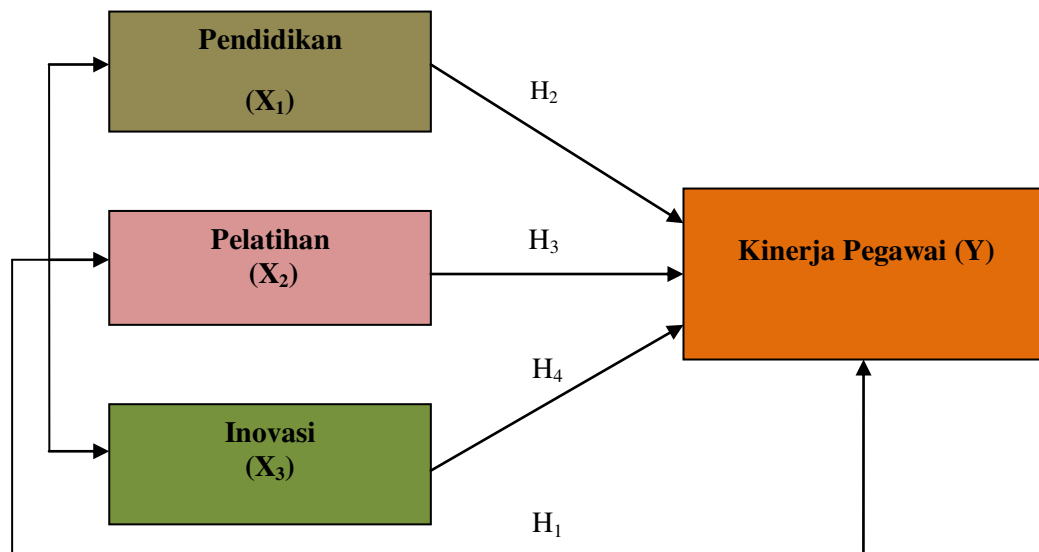 Pendidikan
(X₁)
H₂
Pelatihan
(X₂)
H₃
Kinerja Pegawai (Y)
H₄
Inovasi
(X₃)
H₁